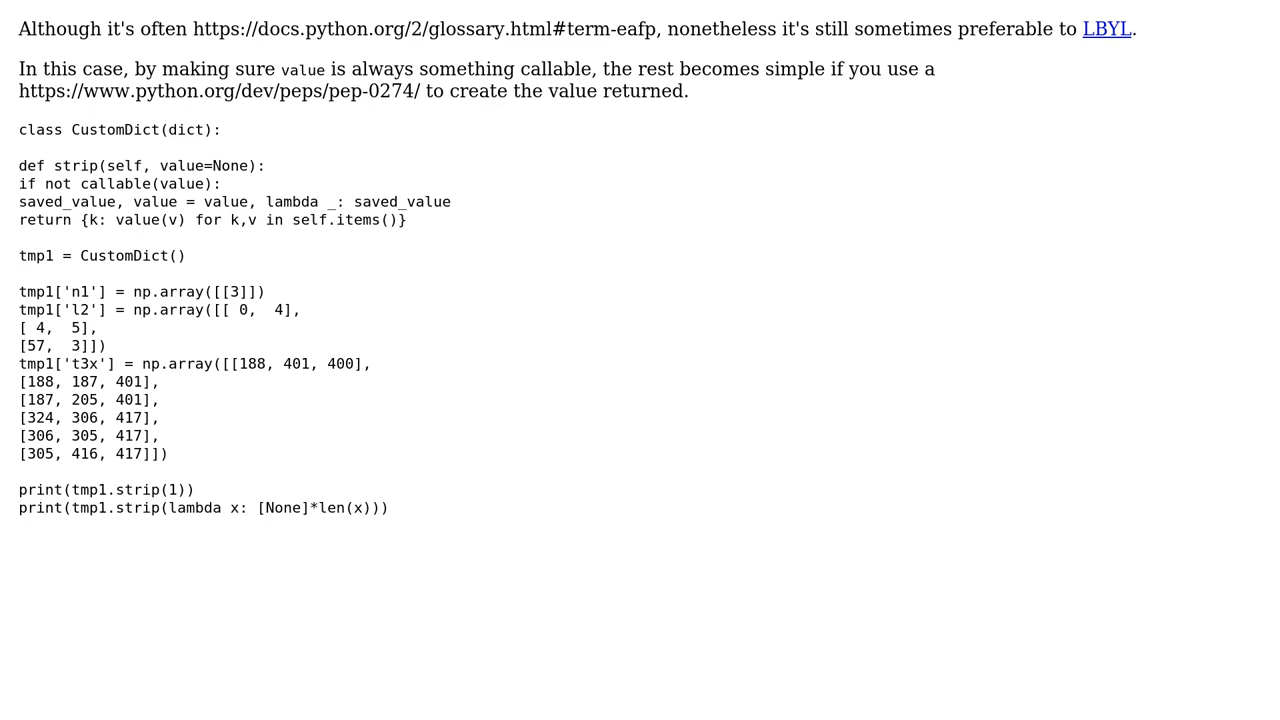 Although it's often https://docs.python.org/2/glossary.html#term-eafp, nonetheless it's still sometimes preferable to LBYL.
In this case, by making sure value is always something callable, the rest becomes simple if you use a
https://www.python.org/dev/peps/pep-0274/ to create the value returned.
class CustomDict(dict):
def strip(self, value=None):
if not callable(value):
saved_value, value = value, lambda _: saved_value
return {k: value(v) for k,v in self.items()}
tmp1 = CustomDict()
tmp1['n1'] = np.array([[3]])
tmp1['l2'] = np.array([[ 0,  4],
[ 4,  5],
[57,  3]])
tmp1['t3x'] = np.array([[188, 401, 400],
[188, 187, 401],
[187, 205, 401],
[324, 306, 417],
[306, 305, 417],
[305, 416, 417]])
print(tmp1.strip(1))
print(tmp1.strip(lambda x: [None]*len(x)))